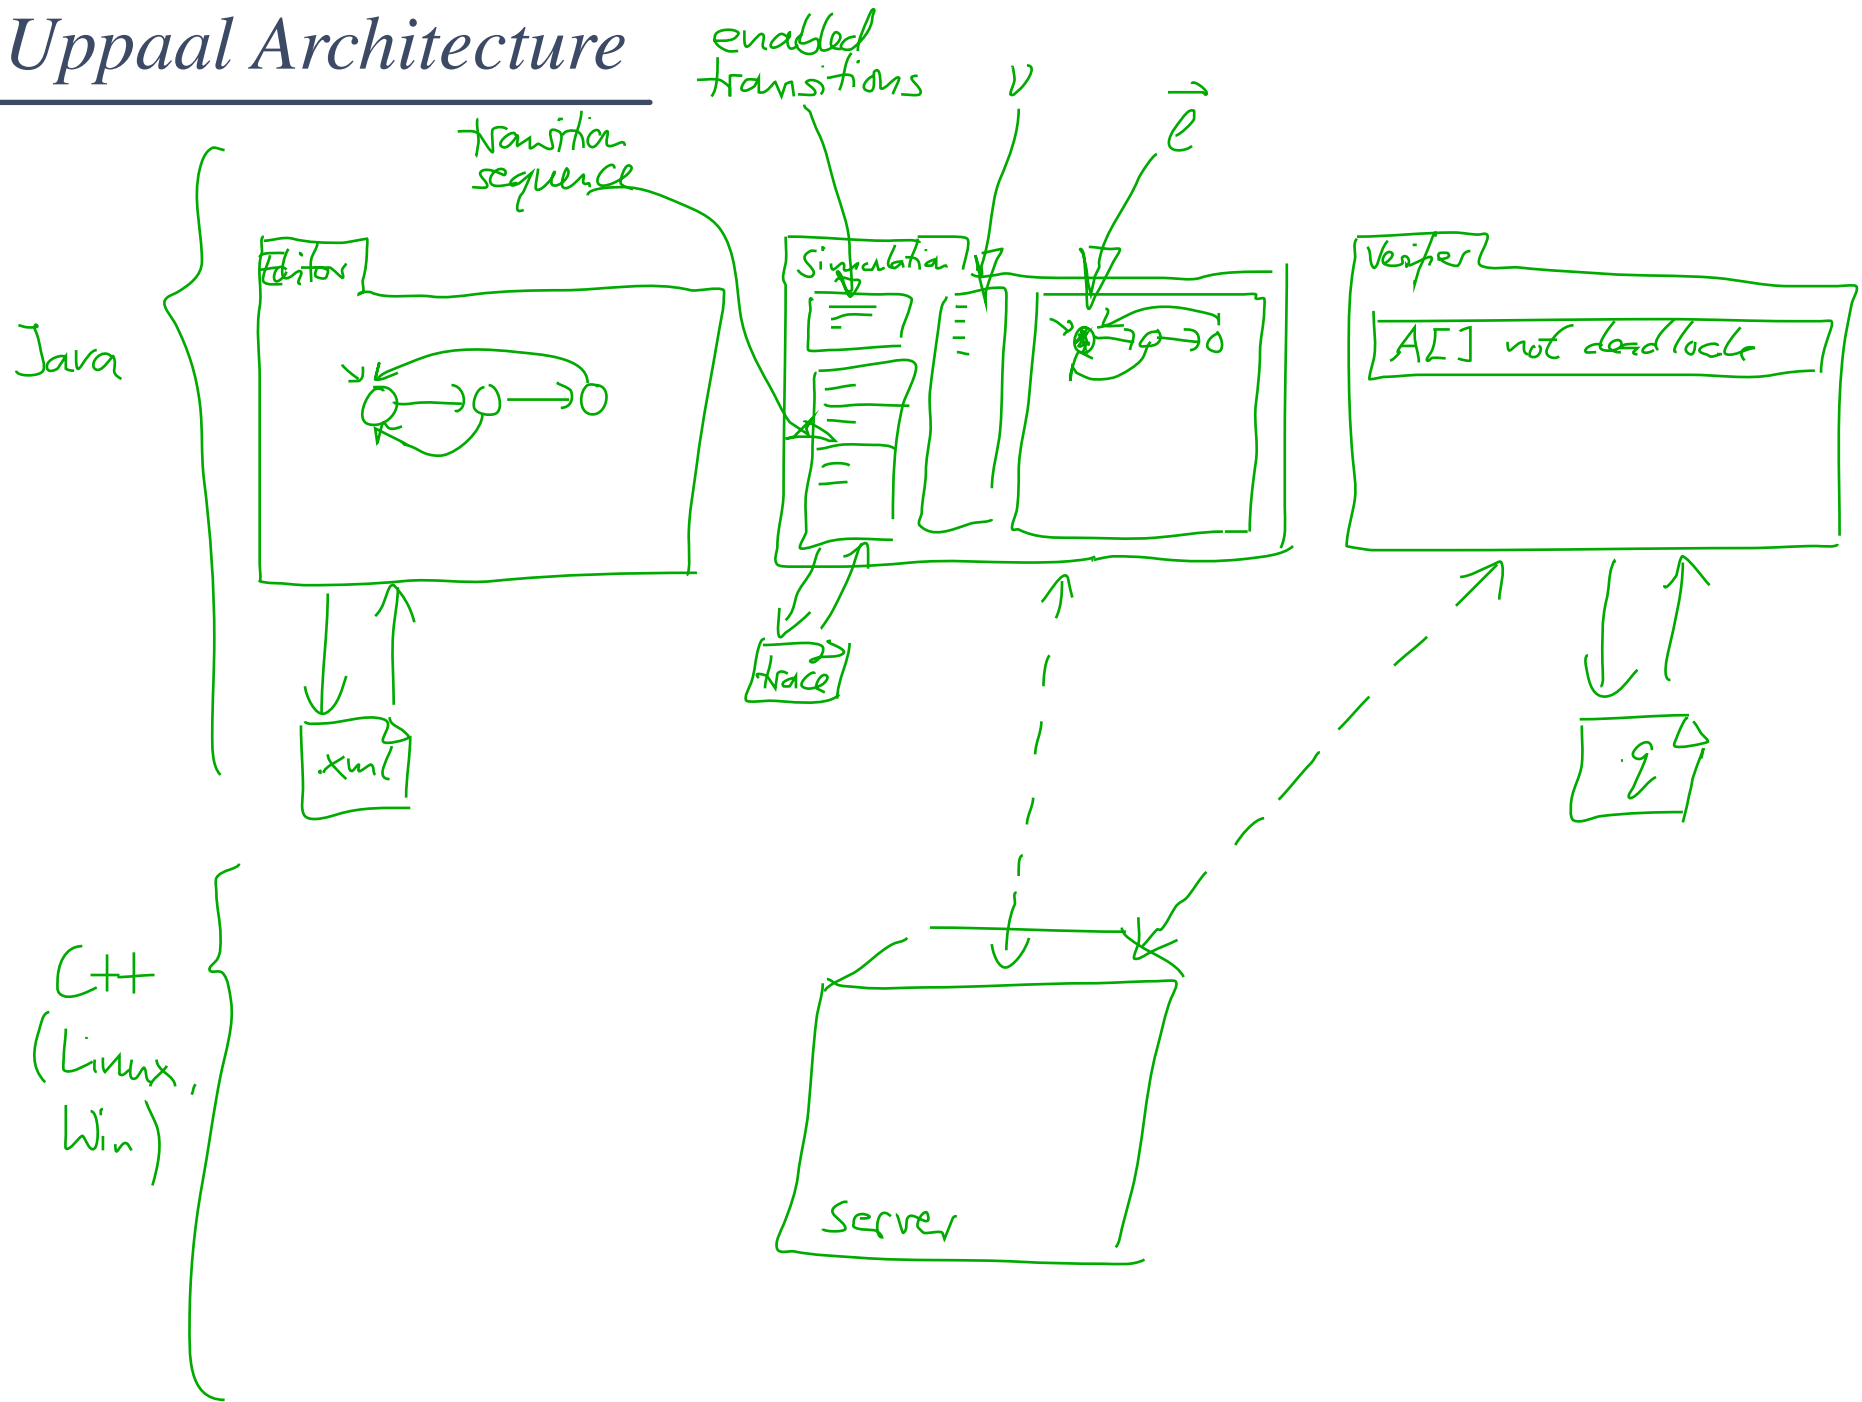 Uppaal Architecture
enabled
transitions
ν
e⃗
transition
sequence
Java
Editor
Simulation
Verifier
A[] not deadlock
trace
.xml
.q
C++
(Linux,
Win)
Server